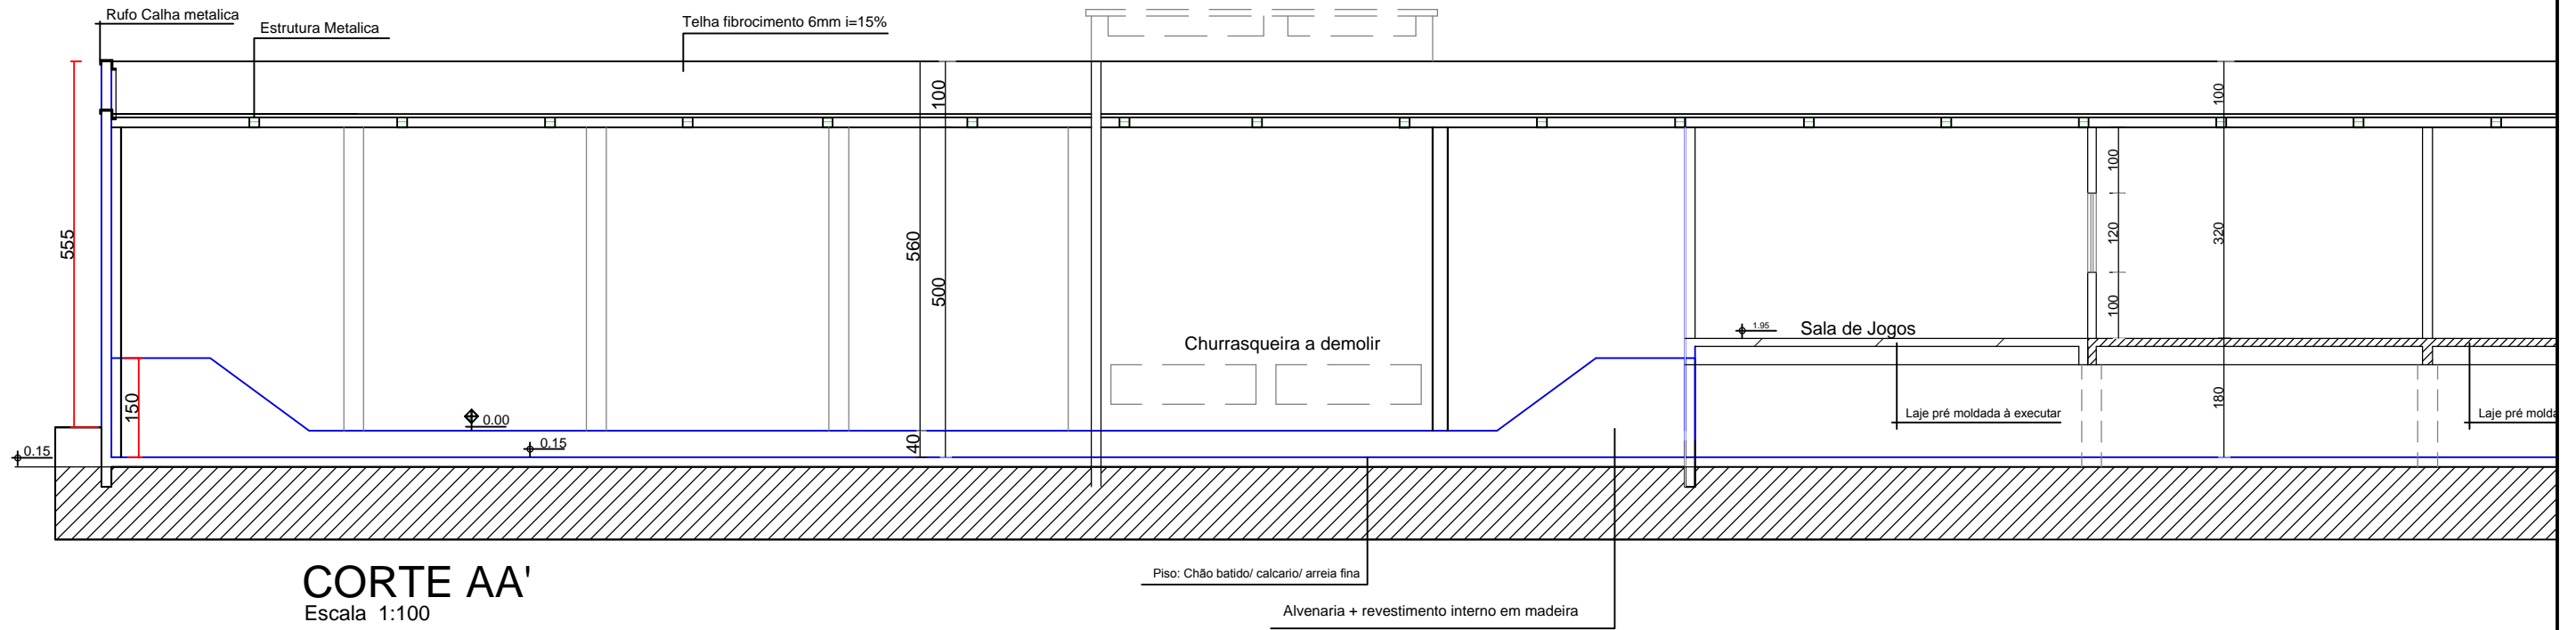 Rufo Calha metalica
Estrutura Metalica
Telha fibrocimento 6mm i=15%
100
100
555
560
500
100
120
100
320
1.95
Sala de Jogos
Churrasqueira a demolir
150
0.00
0.15
0.15
40
180
Laje pré moldada à executar
Laje pré molda
Piso: Chão batido/ calcario/ arreia fina
Alvenaria + revestimento interno em madeira
CORTE AA'
Escala 1:100